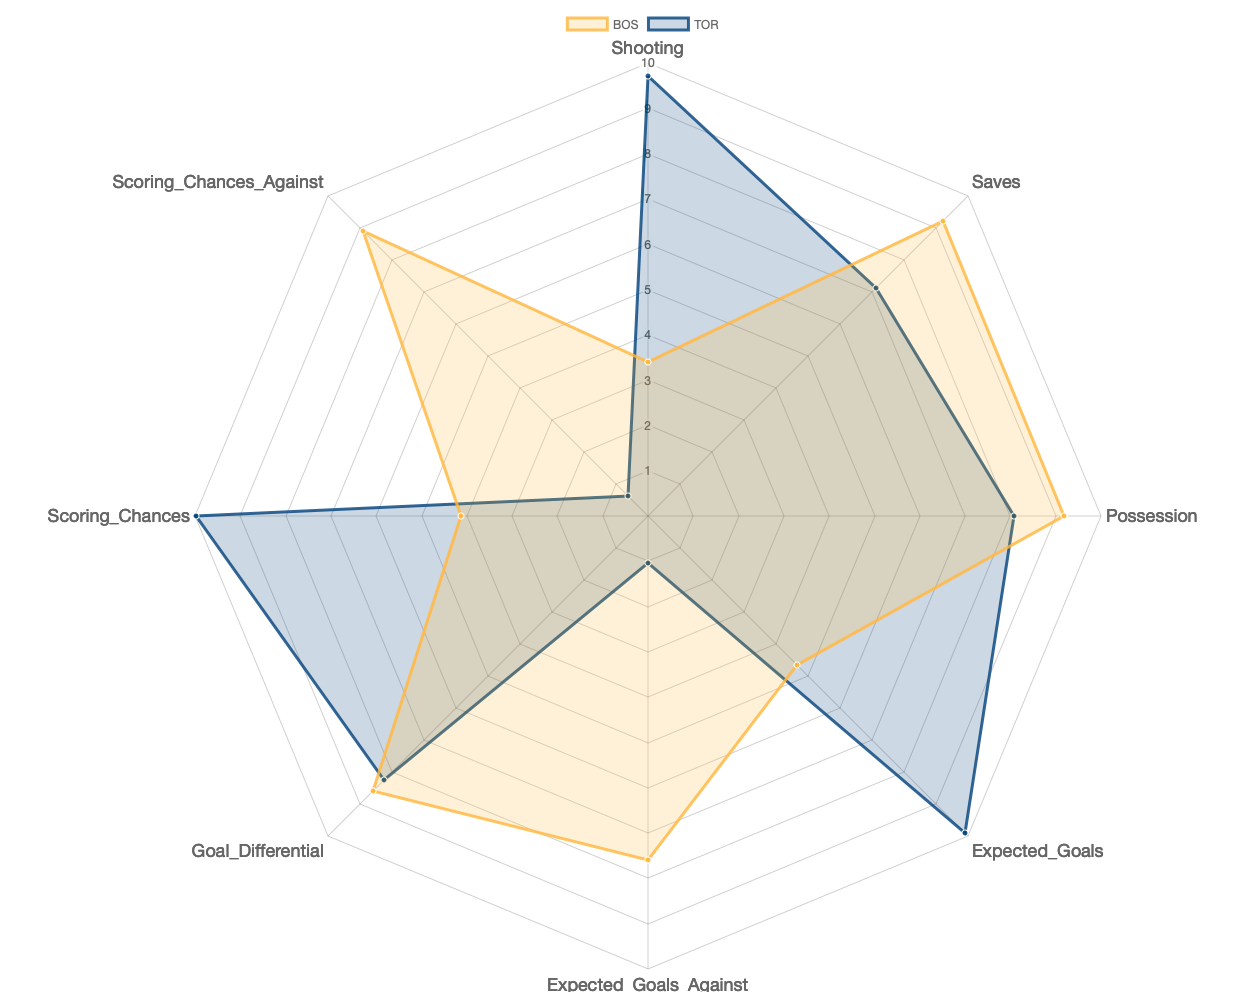 BOS TOR
Shooting
10
9
8
7
6
5
4
3
2
1
Scoring_Chances_Against
Saves
Scoring_Chances
Possession
Goal_Differential
Expected_Goals
Expected_Goals_Against